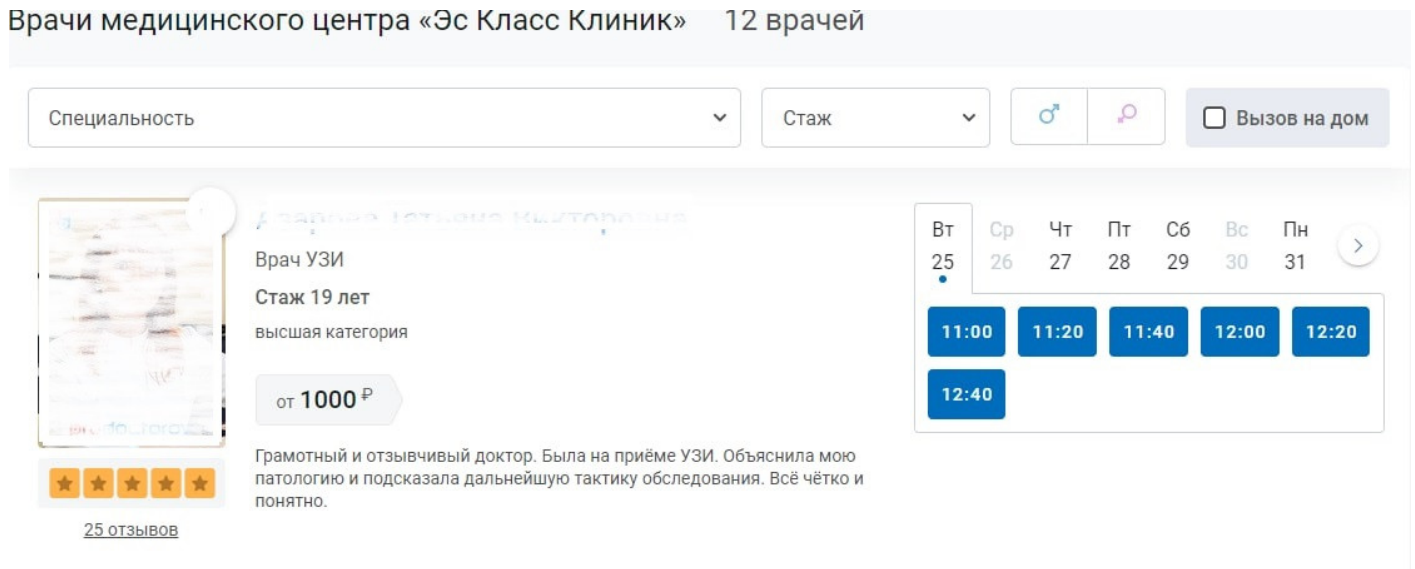 Врачи медицинского центра «Эс Класс Клиник» 12 врачей
Специальность
Стаж
Вызов на дом
Врач УЗИ
Стаж 19 лет
высшая категория
от 1000 ₽
Грамотный и отзывчивый доктор. Была на приёме УЗИ. Объяснила мою
патологию и подсказала дальнейшую тактику обследования. Всё чётко и
понятно.
25 отзывов
Вт Ср Чт Пт Сб Вс Пн
25 26 27 28 29 30 31
11:00 11:20 11:40 12:00 12:20
12:40